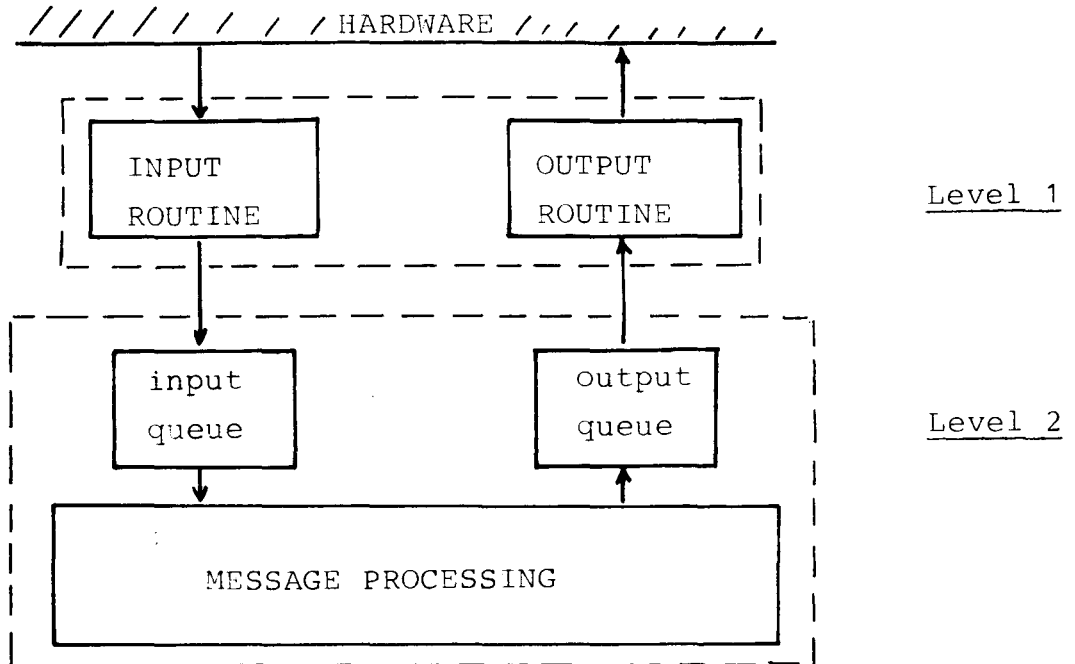 HARDWARE
INPUT
ROUTINE
OUTPUT
ROUTINE
Level 1
input
queue
output
queue
Level 2
MESSAGE PROCESSING